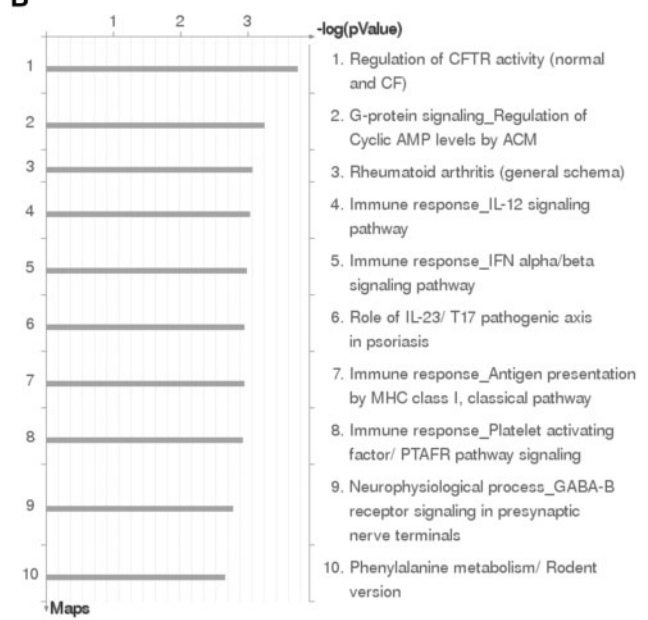 B
1 2 3
-log(pValue)
1 1. Regulation of CFTR activity (normal
and CF)
2 2. G-protein signaling_Regulation of
Cyclic AMP levels by ACM
3 3. Rheumatoid arthritis (general schema)
4 4. Immune response_IL-12 signaling
pathway
5 5. Immune response_IFN alpha/beta
signaling pathway
6 6. Role of IL-23/ T17 pathogenic axis
in psoriasis
7 7. Immune response_Antigen presentation
by MHC class I, classical pathway
8 8. Immune response_Platelet activating
factor/ PTAFR pathway signaling
9 9. Neurophysiological process_GABA-B
receptor signaling in presynaptic
nerve terminals
10 10. Phenylalanine metabolism/ Rodent
version
Maps